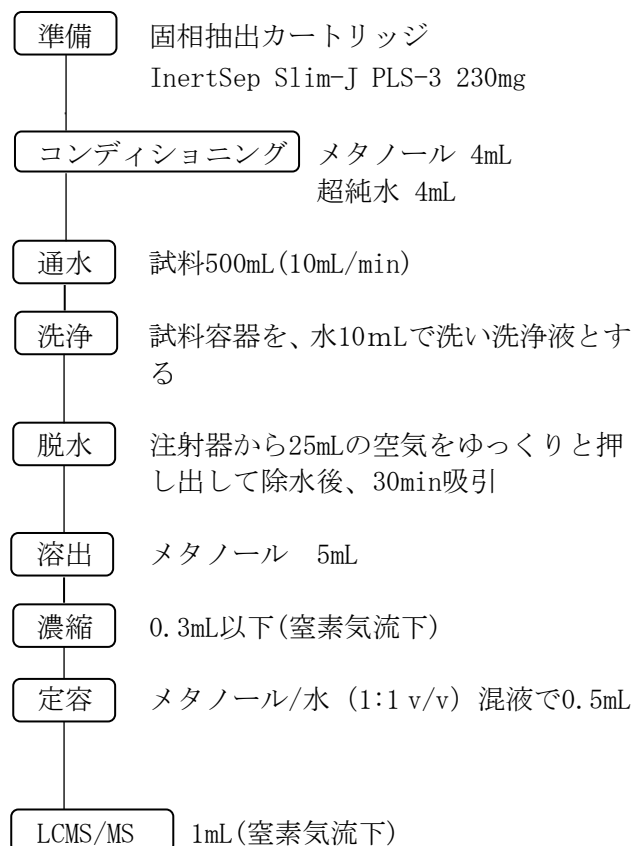 準備 固相抽出カートリッジ
InertSep Slim-J PLS-3 230mg
コンディショニング メタノール 4mL
超純水 4mL
通水 試料500mL(10mL/min)
洗浄 試料容器を、水10mLで洗い洗浄液とす
る
脱水 注射器から25mLの空気をゆっくりと押
し出して除水後、30min吸引
溶出 メタノール 5mL
濃縮 0.3mL以下(窒素気流下)
定容 メタノール/水 (1:1 v/v) 混液で0.5mL
LCMS/MS 1mL(窒素気流下)